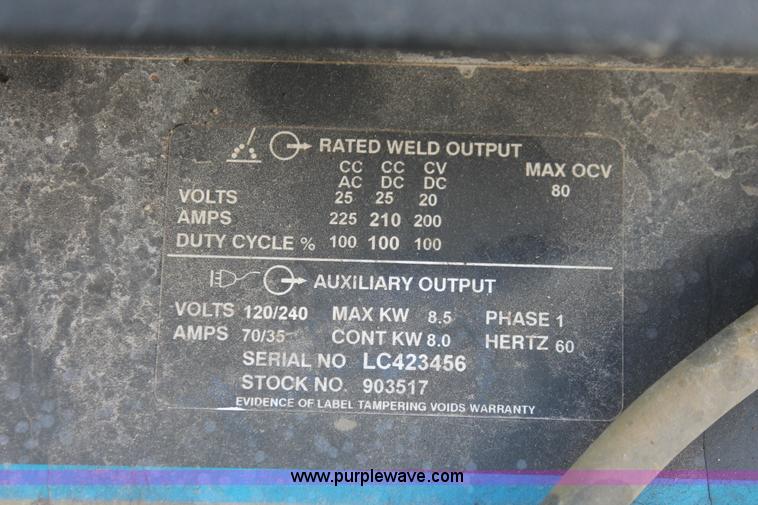 RATED WELD OUTPUT
CC CC CV MAX OCV
AC DC DC 80
VOLTS 25 25 20
AMPS 225 210 200
DUTY CYCLE % 100 100 100
AUXILIARY OUTPUT
VOLTS 120/240 MAX KW 8.5 PHASE 1
AMPS 70/35 CONT KW 8.0 HERTZ 60
SERIAL NO LC423456
STOCK NO. 903517
EVIDENCE OF LABEL TAMPERING VOIDS WARRANTY
www.purplewave.com